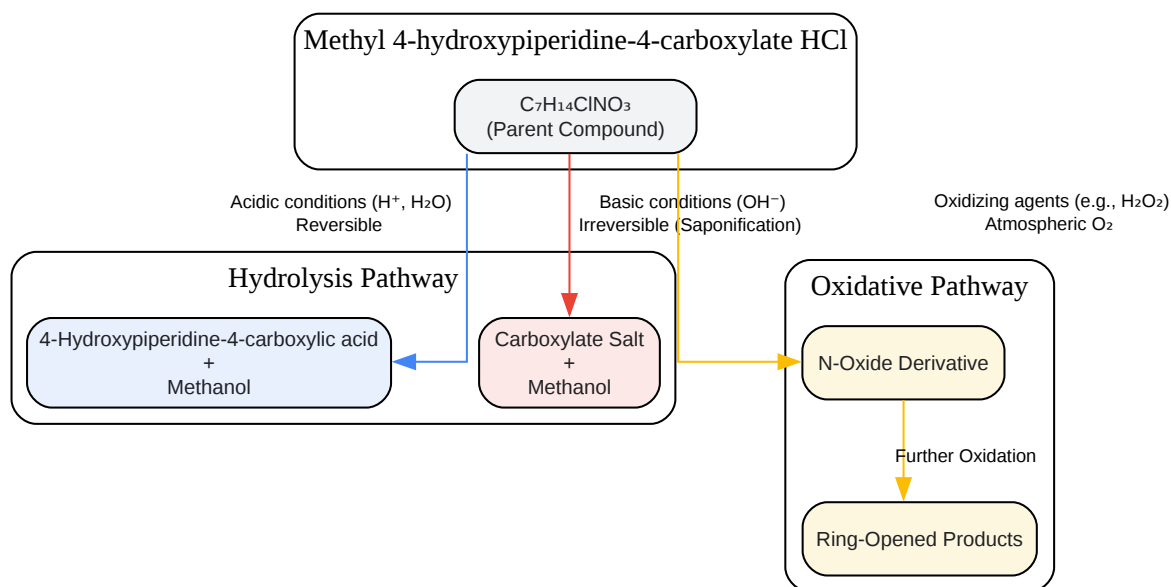 Methyl 4-hydroxypiperidine-4-carboxylate HCl
C₇H₁₄ClNO₃
(Parent Compound)
Acidic conditions (H⁺, H₂O)
Reversible
Basic conditions (OH⁻)
Irreversible (Saponification)
Oxidizing agents (e.g., H₂O₂)
Atmospheric O₂
Hydrolysis Pathway
4-Hydroxypiperidine-4-carboxylic acid
+
Methanol
Carboxylate Salt
+
Methanol
Oxidative Pathway
N-Oxide Derivative
Further Oxidation
Ring-Opened Products